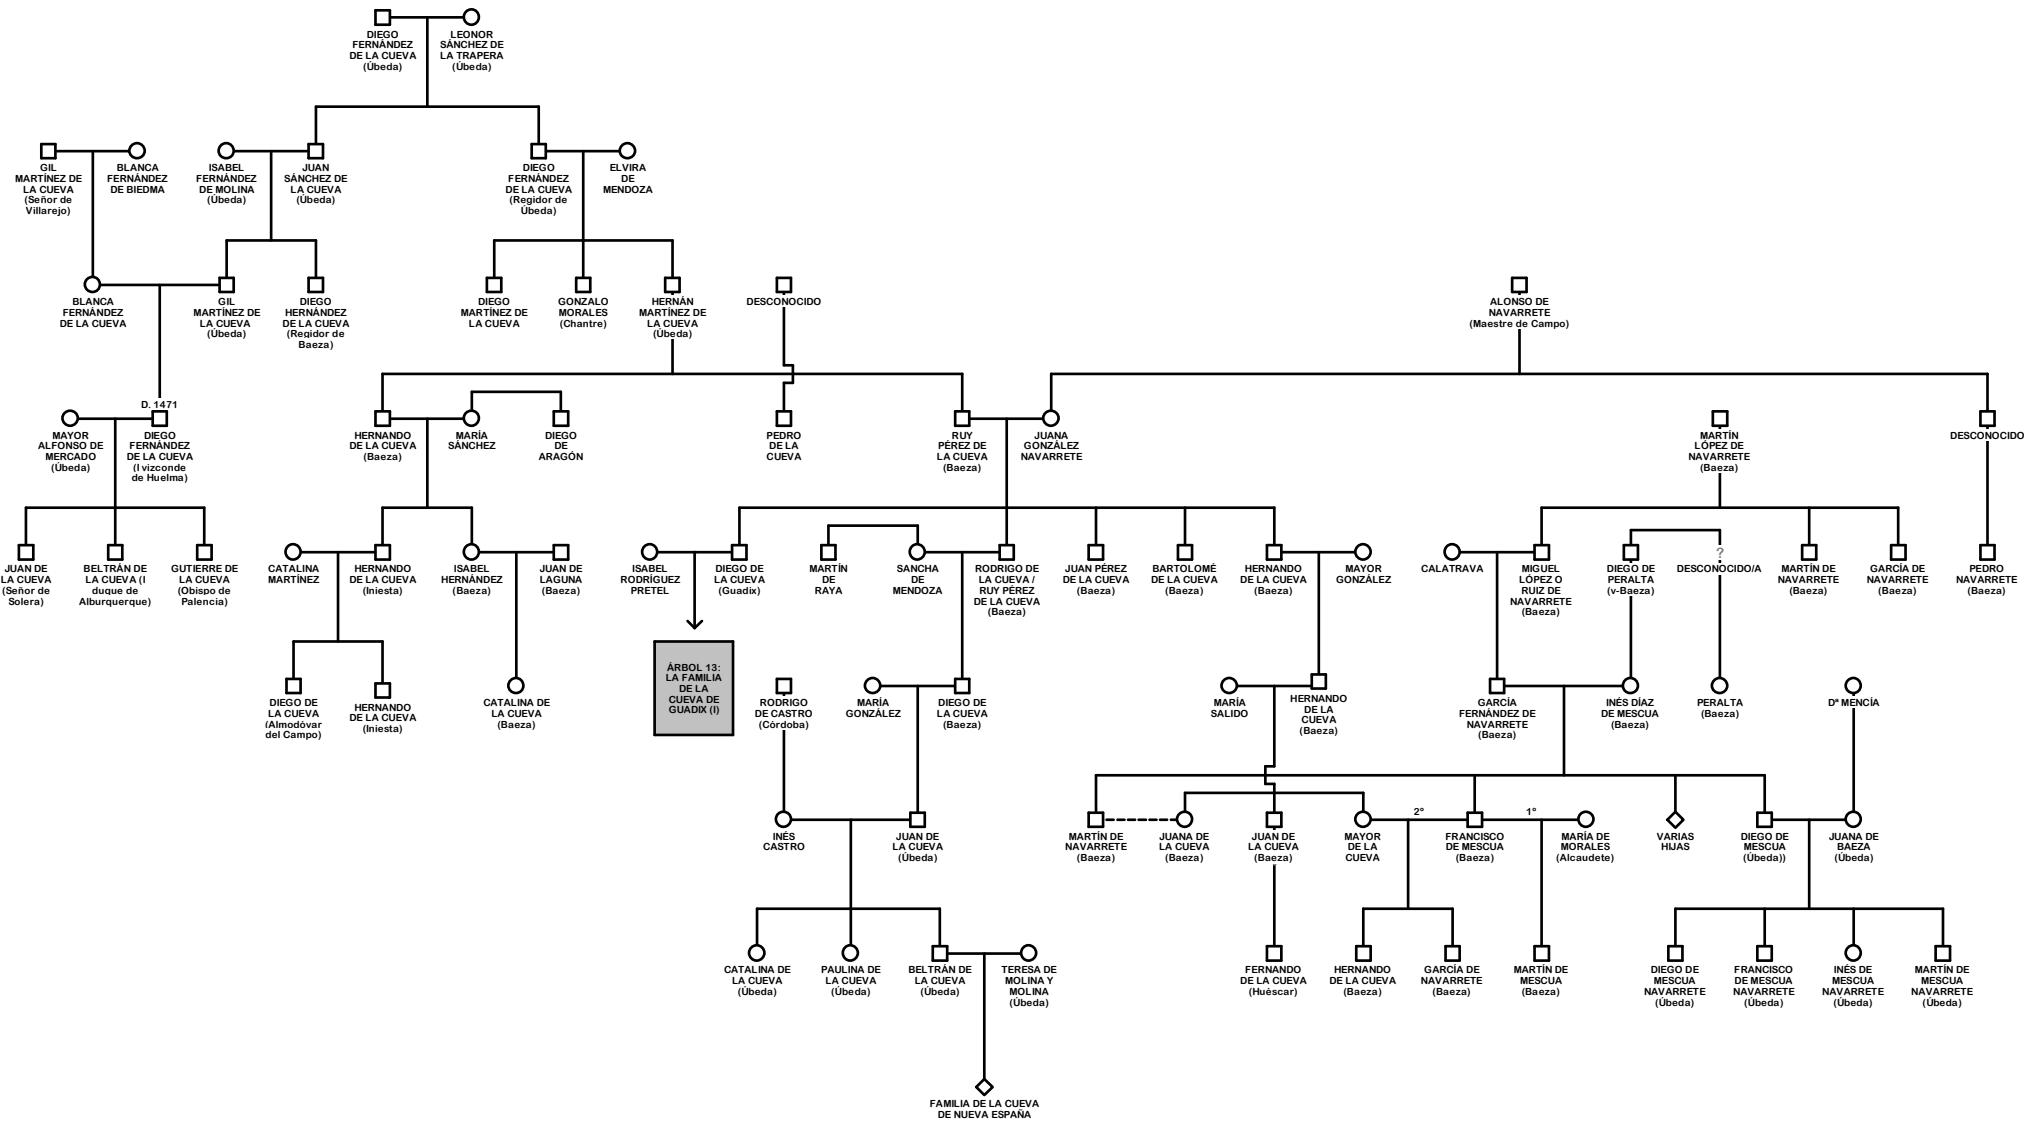 DIEGO
FERNÁNDEZ
DE LA CUEVA
(Úbeda)
LEONOR
SÁNCHEZ DE
LA TRAPERA
(Úbeda)
GIL
MARTÍNEZ DE
LA CUEVA
(Señor de
Villarejo)
BLANCA
FERNÁNDEZ
DE BIEDMA
ISABEL
FERNÁNDEZ
DE MOLINA
(Úbeda)
JUAN
SÁNCHEZ DE
LA CUEVA
(Úbeda)
DIEGO
FERNÁNDEZ
DE LA CUEVA
(Regidor de
Úbeda)
ELVIRA
DE
MENDOZA
BLANCA
FERNÁNDEZ
DE LA CUEVA
GIL
MARTÍNEZ DE
LA CUEVA
(Úbeda)
DIEGO
HERNÁNDEZ
DE LA CUEVA
(Regidor de
Baeza)
DIEGO
MARTÍNEZ DE
LA CUEVA
GONZALO
MORALES
(Chantre)
HERNÁN
MARTÍNEZ DE
LA CUEVA
(Úbeda)
DESCONOCIDO
ALONSO DE
NAVARRETE
(Maestre de Campo)
D. 1471
MAYOR
ALFONSO DE
MERCADO
(Úbeda)
DIEGO
FERNÁNDEZ
DE LA CUEVA
(I vizconde
de Huelma)
HERNANDO
DE LA CUEVA
(Baeza)
MARÍA
SÁNCHEZ
DIEGO
DE
ARAGÓN
PEDRO
DE LA
CUEVA
RUY
PÉREZ DE
LA CUEVA
(Baeza)
JUANA
GONZÁLEZ
NAVARRETE
MARTÍN
LÓPEZ DE
NAVARRETE
(Baeza)
DESCONOCIDO
JUAN DE
LA CUEVA
(Señor de
Solera)
BELTRÁN DE
LA CUEVA (I
duque de
Alburquerque)
GUTIERRE DE
LA CUEVA
(Obispo de
Palencia)
CATALINA
MARTÍNEZ
HERNANDO
DE LA CUEVA
(Iniesta)
ISABEL
HERNÁNDEZ
(Baeza)
JUAN DE
LAGUNA
(Baeza)
ISABEL
RODRÍGUEZ
PRETEL
DIEGO DE
LA CUEVA
(Guadix)
MARTÍN
DE
RAYA
SANCHA
DE
MENDOZA
RODRIGO DE
LA CUEVA /
RUY PÉREZ
DE LA CUEVA
(Baeza)
JUAN PÉREZ
DE LA CUEVA
(Baeza)
BARTOLOMÉ
DE LA CUEVA
(Baeza)
HERNANDO
DE LA CUEVA
(Baeza)
MAYOR
GONZÁLEZ
CALATRAVA
MIGUEL
LÓPEZ O
RUIZ DE
NAVARRETE
(Baeza)
DIEGO DE
PERALTA
(v-Baeza)
?
DESCONOCIDO/A
MARTÍN DE
NAVARRETE
(Baeza)
GARCÍA DE
NAVARRETE
(Baeza)
PEDRO
NAVARRETE
(Baeza)
DIEGO DE
LA CUEVA
(Almodóvar
del Campo)
HERNANDO
DE LA CUEVA
(Iniesta)
CATALINA DE
LA CUEVA
(Baeza)
ÁRBOL 13:
LA FAMILIA
DE LA
CUEVA DE
GUADIX (I)
RODRIGO
DE CASTRO
(Córdoba)
MARÍA
GONZÁLEZ
DIEGO DE
LA CUEVA
(Baeza)
MARÍA
SALIDO
HERNANDO
DE LA
CUEVA
(Baeza)
GARCÍA
FERNÁNDEZ DE
NAVARRETE
(Baeza)
INÉS DÍAZ
DE MESCUA
(Baeza)
PERALTA
(Baeza)
Dª MENCÍA
INÉS
CASTRO
JUAN DE
LA CUEVA
(Úbeda)
MARTÍN DE
NAVARRETE
(Baeza)
JUANA DE
LA CUEVA
(Baeza)
JUAN DE
LA CUEVA
(Baeza)
MAYOR
DE LA
CUEVA
2º
FRANCISCO
DE MESCUA
(Baeza)
1º
MARÍA DE
MORALES
(Alcaudete)
VARIAS
HIJAS
DIEGO DE
MESCUA
(Úbeda))
JUANA DE
BAEZA
(Úbeda)
CATALINA DE
LA CUEVA
(Úbeda)
PAULINA DE
LA CUEVA
(Úbeda)
BELTRÁN DE
LA CUEVA
(Úbeda)
TERESA DE
MOLINA Y
MOLINA
(Úbeda)
FERNANDO
DE LA CUEVA
(Huéscar)
HERNANDO
DE LA CUEVA
(Baeza)
GARCÍA DE
NAVARRETE
(Baeza)
MARTÍN DE
MESCUA
(Baeza)
DIEGO DE
MESCUA
NAVARRETE
(Úbeda)
FRANCISCO
DE MESCUA
NAVARRETE
(Úbeda)
INÉS DE
MESCUA
NAVARRETE
(Úbeda)
MARTÍN DE
MESCUA
NAVARRETE
(Úbeda)
FAMILIA DE LA CUEVA
DE NUEVA ESPAÑA